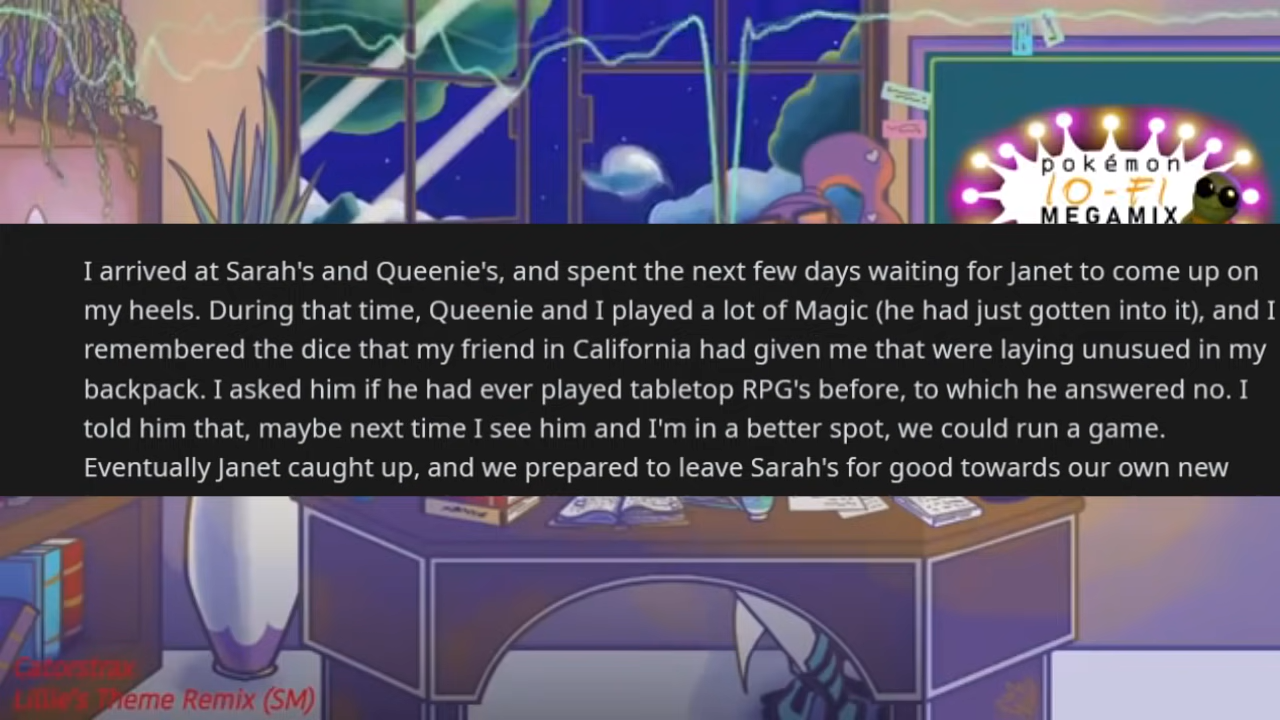 pokémon
lO-FI
MEGAMIX
I arrived at Sarah's and Queenie's, and spent the next few days waiting for Janet to come up on
my heels. During that time, Queenie and I played a lot of Magic (he had just gotten into it), and I
remembered the dice that my friend in California had given me that were laying unusued in my
backpack. I asked him if he had ever played tabletop RPG's before, to which he answered no. I
told him that, maybe next time I see him and I'm in a better spot, we could run a game.
Eventually Janet caught up, and we prepared to leave Sarah's for good towards our own new
Catorstrax
Lillie's Theme Remix (SM)